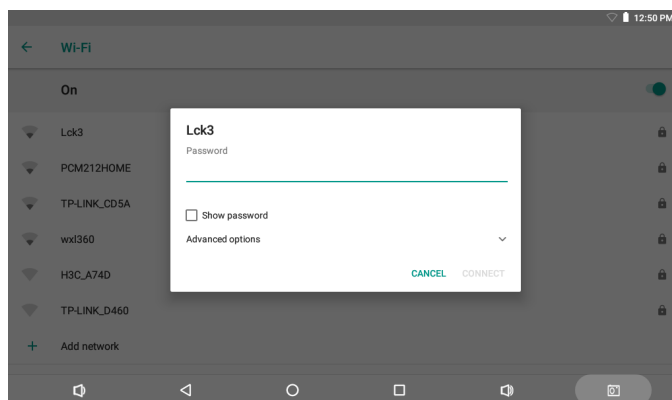 12:50 PM
Wi-Fi
On
Lck3
PCM212HOME
TP-LINK_CD5A
wxl360
H3C_A74D
TP-LINK_D460
Add network
Lck3
Password
Show password
Advanced options
CANCEL CONNECT